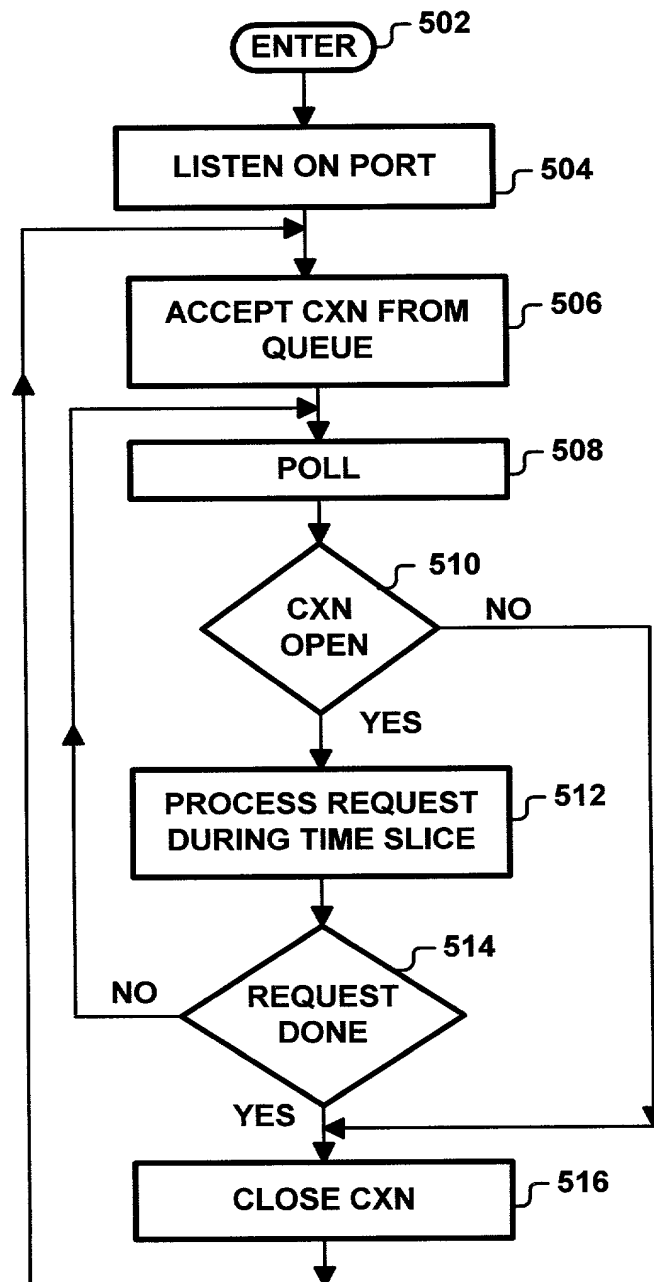 ENTER
502
LISTEN ON PORT
504
ACCEPT CXN FROM
QUEUE
506
POLL
508
510
CXN
OPEN
NO
YES
PROCESS REQUEST
DURING TIME SLICE
512
514
NO
REQUEST
DONE
YES
CLOSE CXN
516